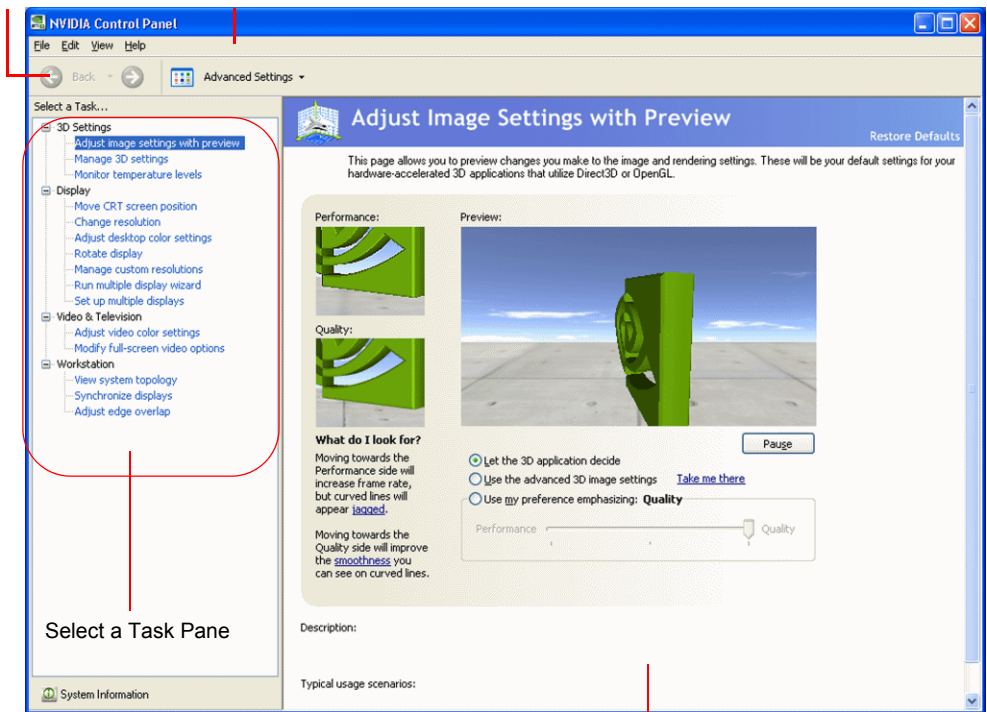 NVIDIA Control Panel
File Edit View Help
Back
Advanced Settings
Select a Task...
3D Settings
Adjust image settings with preview
Manage 3D settings
Monitor temperature levels
Display
Move CRT screen position
Change resolution
Adjust desktop color settings
Rotate display
Manage custom resolutions
Run multiple display wizard
Set up multiple displays
Video & Television
Adjust video color settings
Modify full-screen video options
Workstation
View system topology
Synchronize displays
Adjust edge overlap
Select a Task Pane
System Information
Adjust Image Settings with Preview
Restore Defaults
This page allows you to preview changes you make to the image and rendering settings. These will be your default settings for your
hardware-accelerated 3D applications that utilize Direct3D or OpenGL.
Performance:
Quality:
What do I look for?
Moving towards the
Performance side will
increase frame rate,
but curved lines will
appear jagged.
Moving towards the
Quality side will improve
the smoothness you
can see on curved lines.
Preview:
Pause
Let the 3D application decide
Use the advanced 3D image settings Take me there
Use my preference emphasizing: Quality
Performance Quality
Description:
Typical usage scenarios: